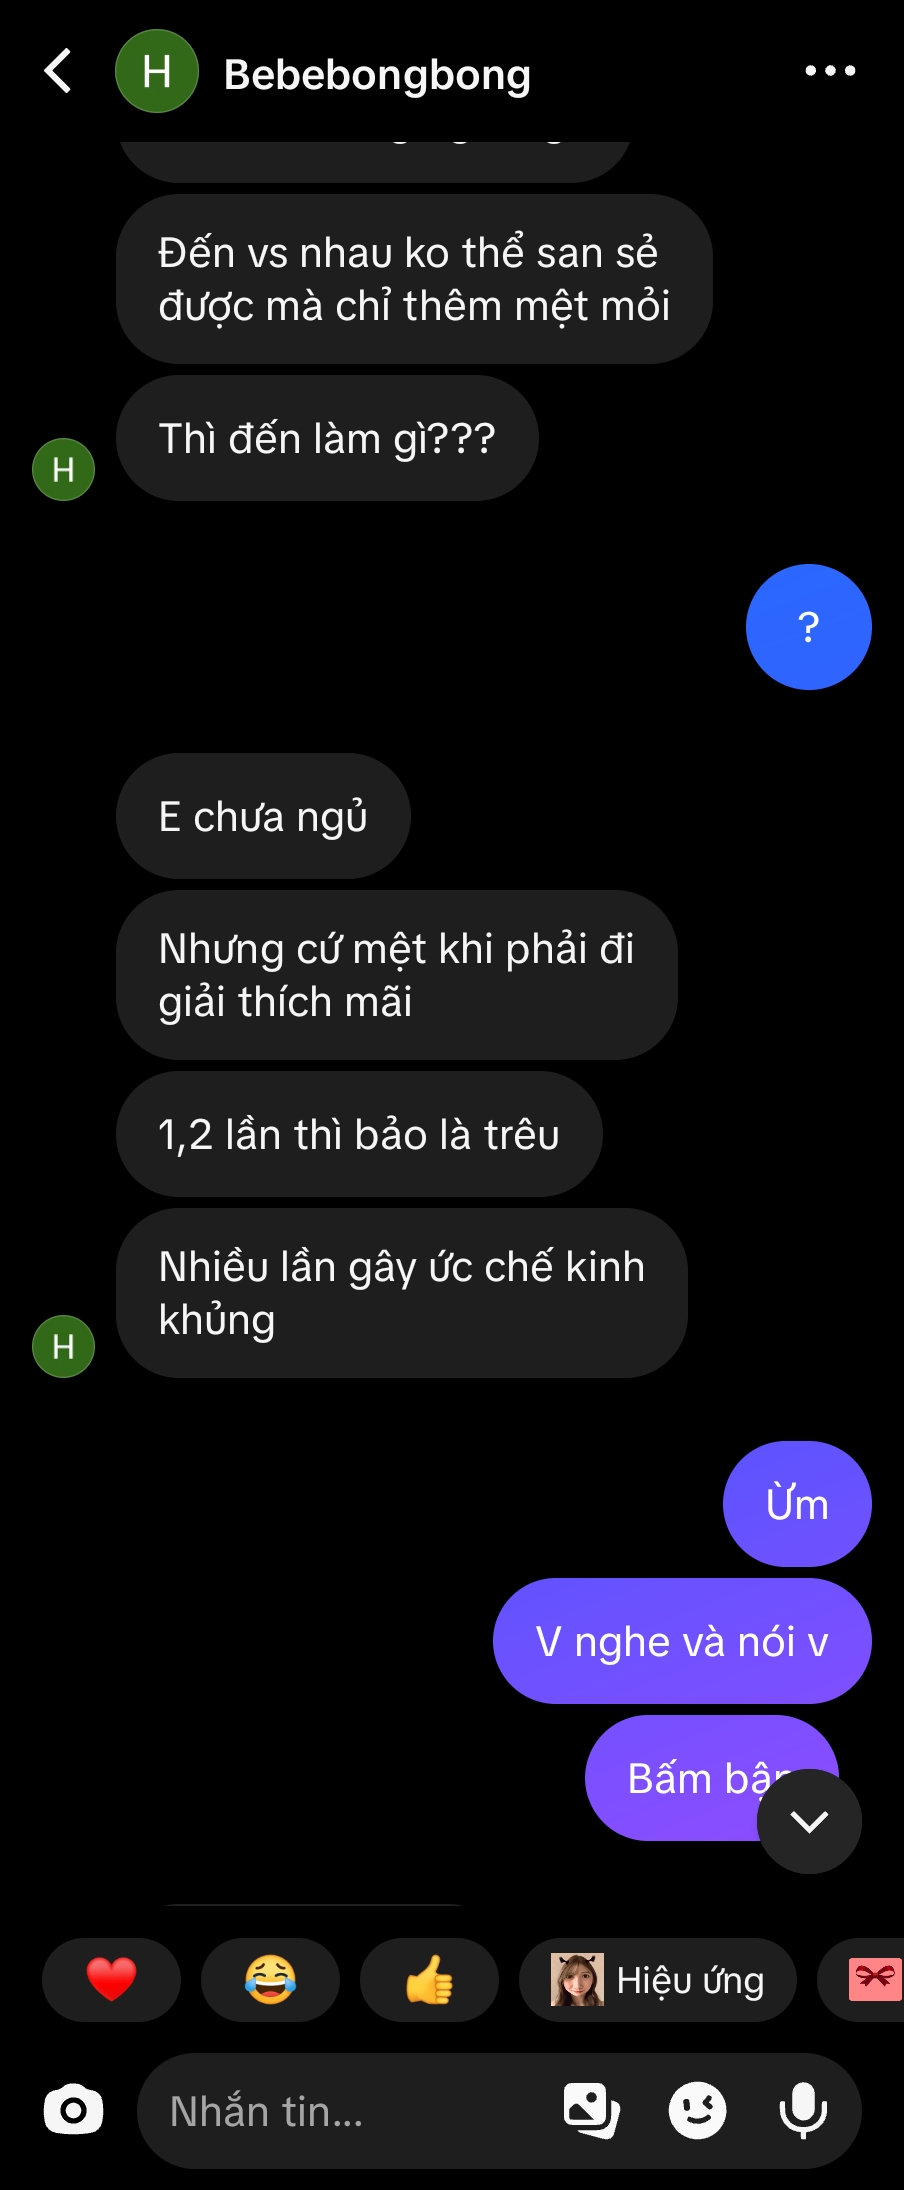 H
Bebebongbong
Đến vs nhau ko thể san sẻ
được mà chỉ thêm mệt mỏi
Thì đến làm gì???
H
?
E chưa ngủ
Nhưng cứ mệt khi phải đi
giải thích mãi
1,2 lần thì bảo là trêu
Nhiều lần gây ức chế kinh
khủng
H
Ừm
V nghe và nói v
Bấm
Hiệu ứng
Nhắn tin...